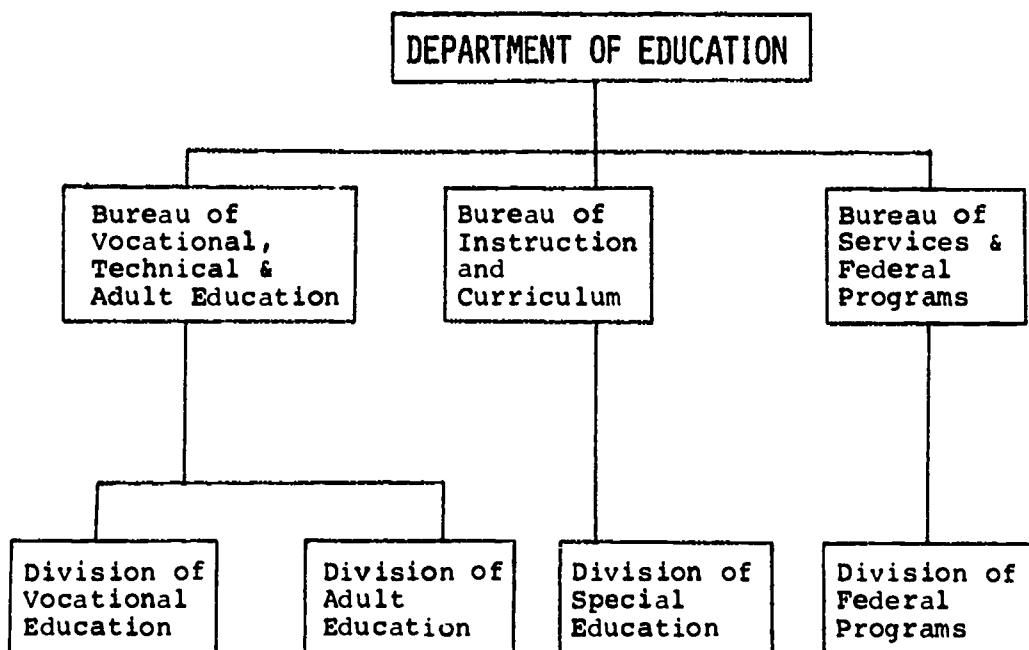 DEPARTMENT OF EDUCATION
Bureau of
Vocational,
Technical &
Adult Education
Bureau of
Instruction
and
Curriculum
Bureau of
Services &
Federal
Programs
Division of
Vocational
Education
Division of
Adult
Education
Division of
Special
Education
Division of
Federal
Programs